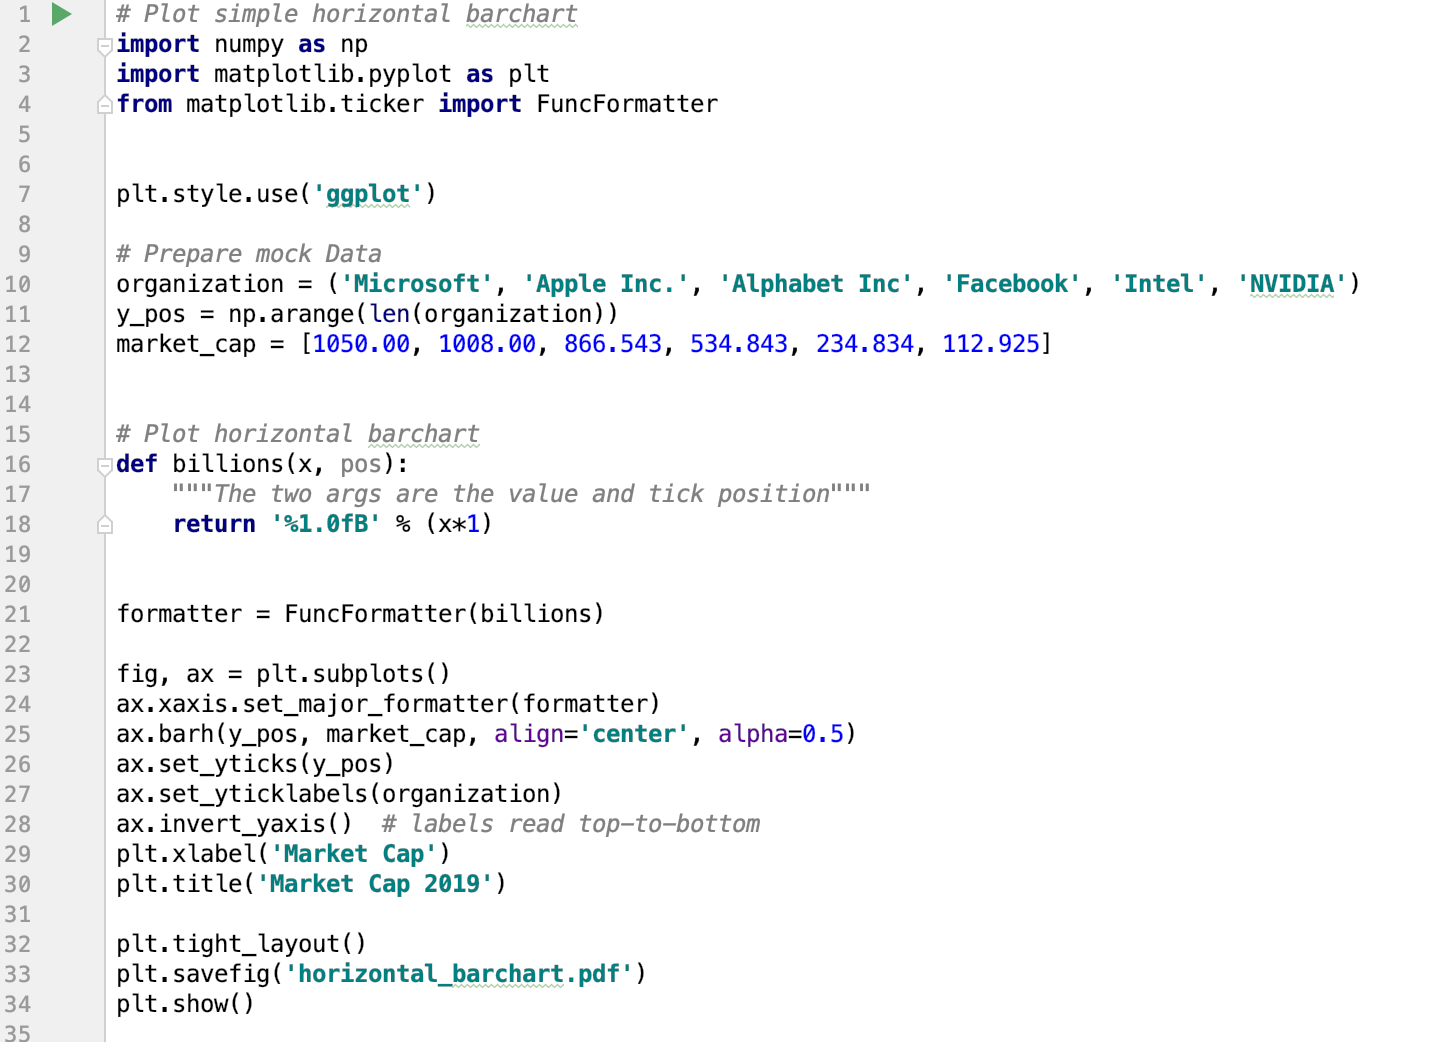 1 # Plot simple horizontal barchart
2 import numpy as np
3 import matplotlib.pyplot as plt
4 from matplotlib.ticker import FuncFormatter
5
6
7 plt.style.use('ggplot')
8
9 # Prepare mock Data
10 organization = ('Microsoft', 'Apple Inc.', 'Alphabet Inc', 'Facebook', 'Intel', 'NVIDIA')
11 y_pos = np.arange(len(organization))
12 market_cap = [1050.00, 1008.00, 866.543, 534.843, 234.834, 112.925]
13
14
15 # Plot horizontal barchart
16 def billions(x, pos):
17     """The two args are the value and tick position"""
18     return '%1.0fB' % (x*1)
19
20
21 formatter = FuncFormatter(billions)
22
23 fig, ax = plt.subplots()
24 ax.xaxis.set_major_formatter(formatter)
25 ax.barh(y_pos, market_cap, align='center', alpha=0.5)
26 ax.set_yticks(y_pos)
27 ax.set_yticklabels(organization)
28 ax.invert_yaxis()  # labels read top-to-bottom
29 plt.xlabel('Market Cap')
30 plt.title('Market Cap 2019')
31
32 plt.tight_layout()
33 plt.savefig('horizontal_barchart.pdf')
34 plt.show()
35